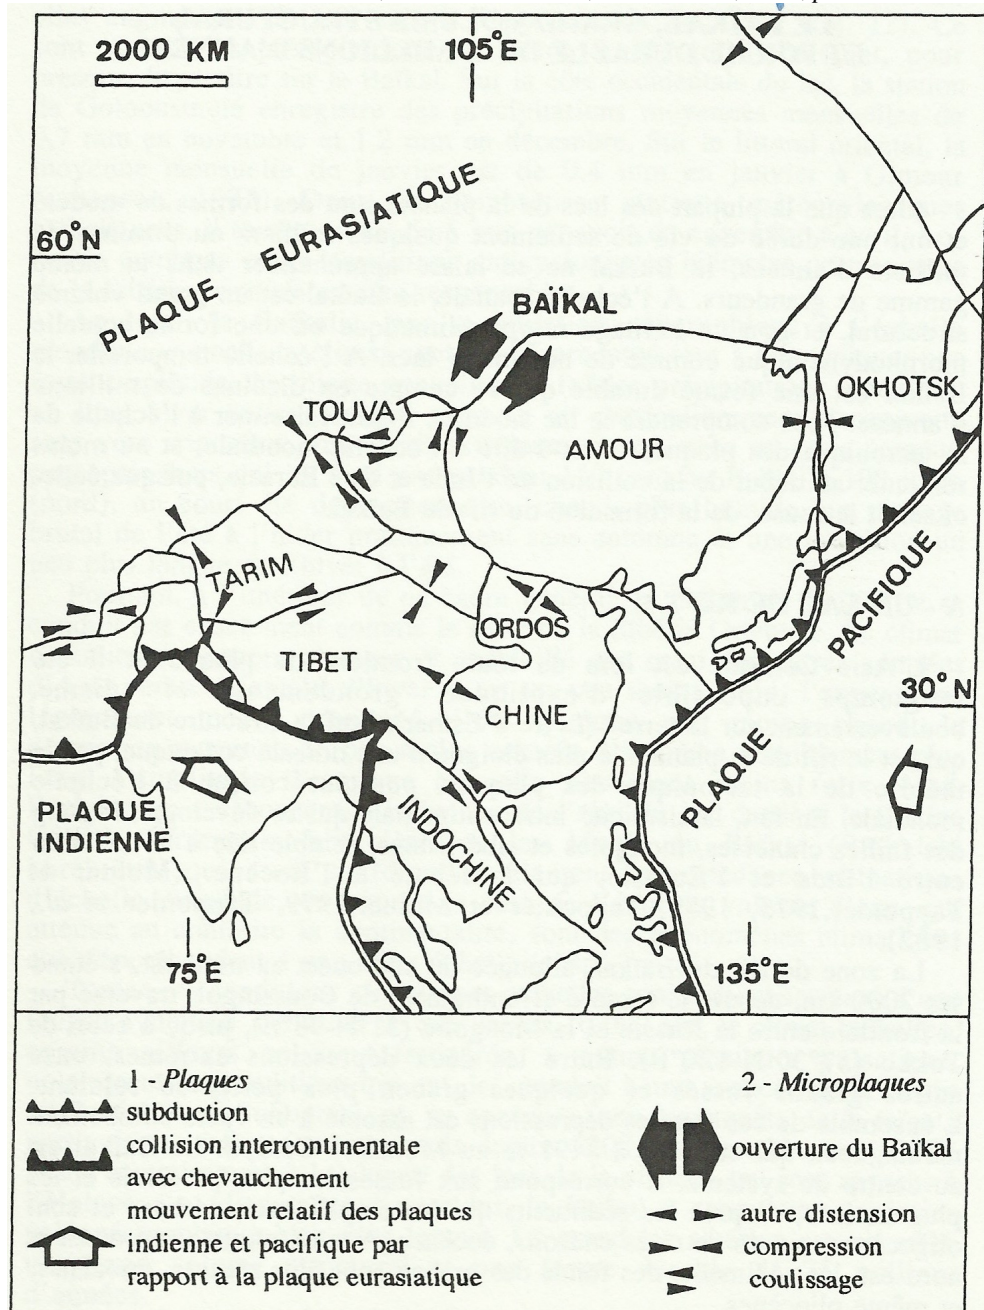 2000 KM
105°E
PLAQUE EURASIATIQUE
60°N
BAÏKAL
TOUVA
OKHOTSK
AMOUR
TARIM
ORDOS
TIBET
CHINE
PACIFIQUE
PLAQUE
30°N
PLAQUE
INDIENNE
INDOCHINE
75°E
135°E
1 - Plaques
subduction
collision intercontinentale
avec chevauchement
mouvement relatif des plaques
indienne et pacifique par
rapport à la plaque eurasiatique
2 - Microplaques
ouverture du Baïkal
autre distension
compression
coulissage